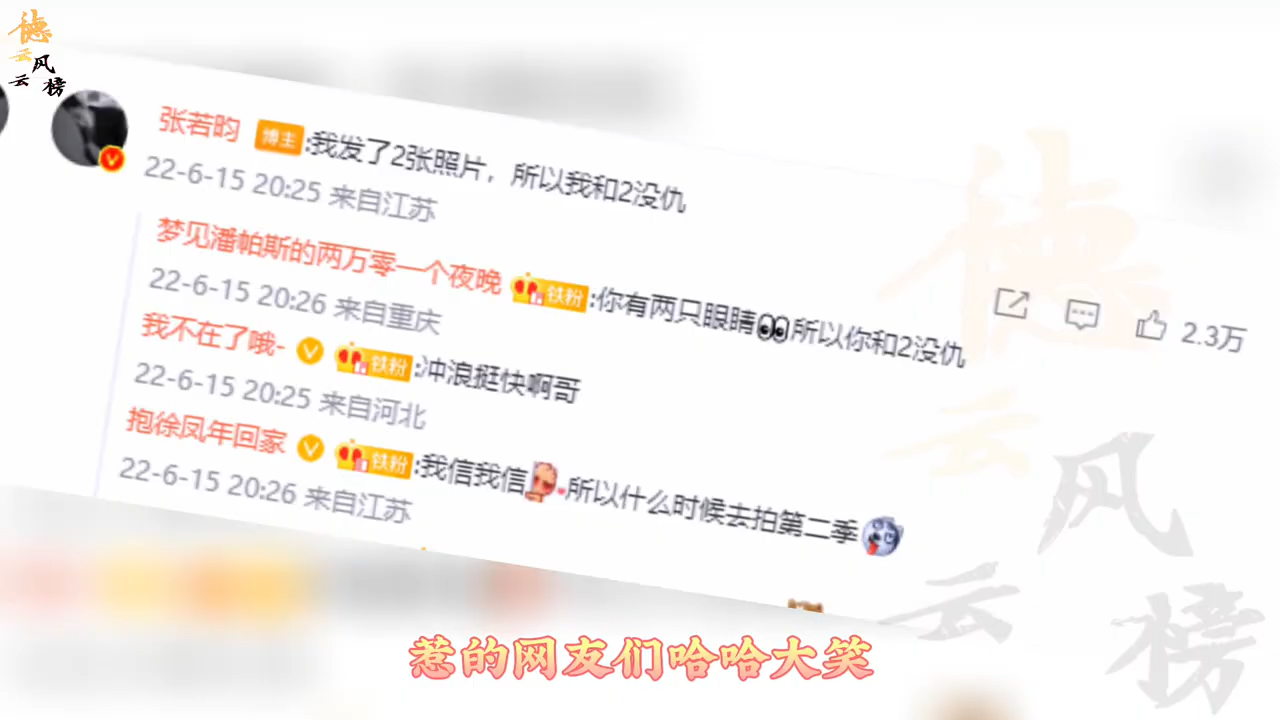 德
云
云风
榜
张若昀 博主:我发了2张照片，所以我和2没仇
22-6-15 20:25 来自江苏
梦见潘帕斯的两万零一个夜晚 铁粉:你有两只眼睛👀所以你和2没仇
22-6-15 20:26 来自重庆
我不在了哦- 铁粉:冲浪挺快啊哥
22-6-15 20:25 来自河北
抱徐凤年回家 铁粉:我信我信 所以什么时候去拍第二季
22-6-15 20:26 来自江苏
2.3万
德
云
风
云
榜
惹的网友们哈哈大笑